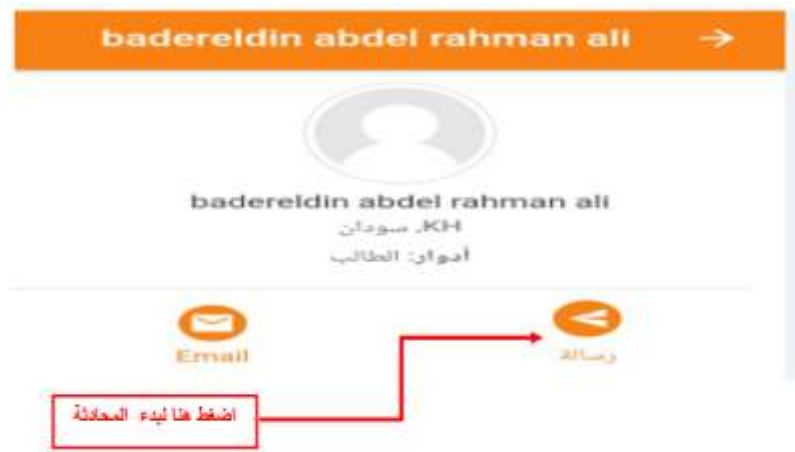 badereldin abdel rahman ali
badereldin abdel rahman ali
KH, سودان
أدوار: الطالب
Email
رسالة
اضغط هنا لبدء المحادثة